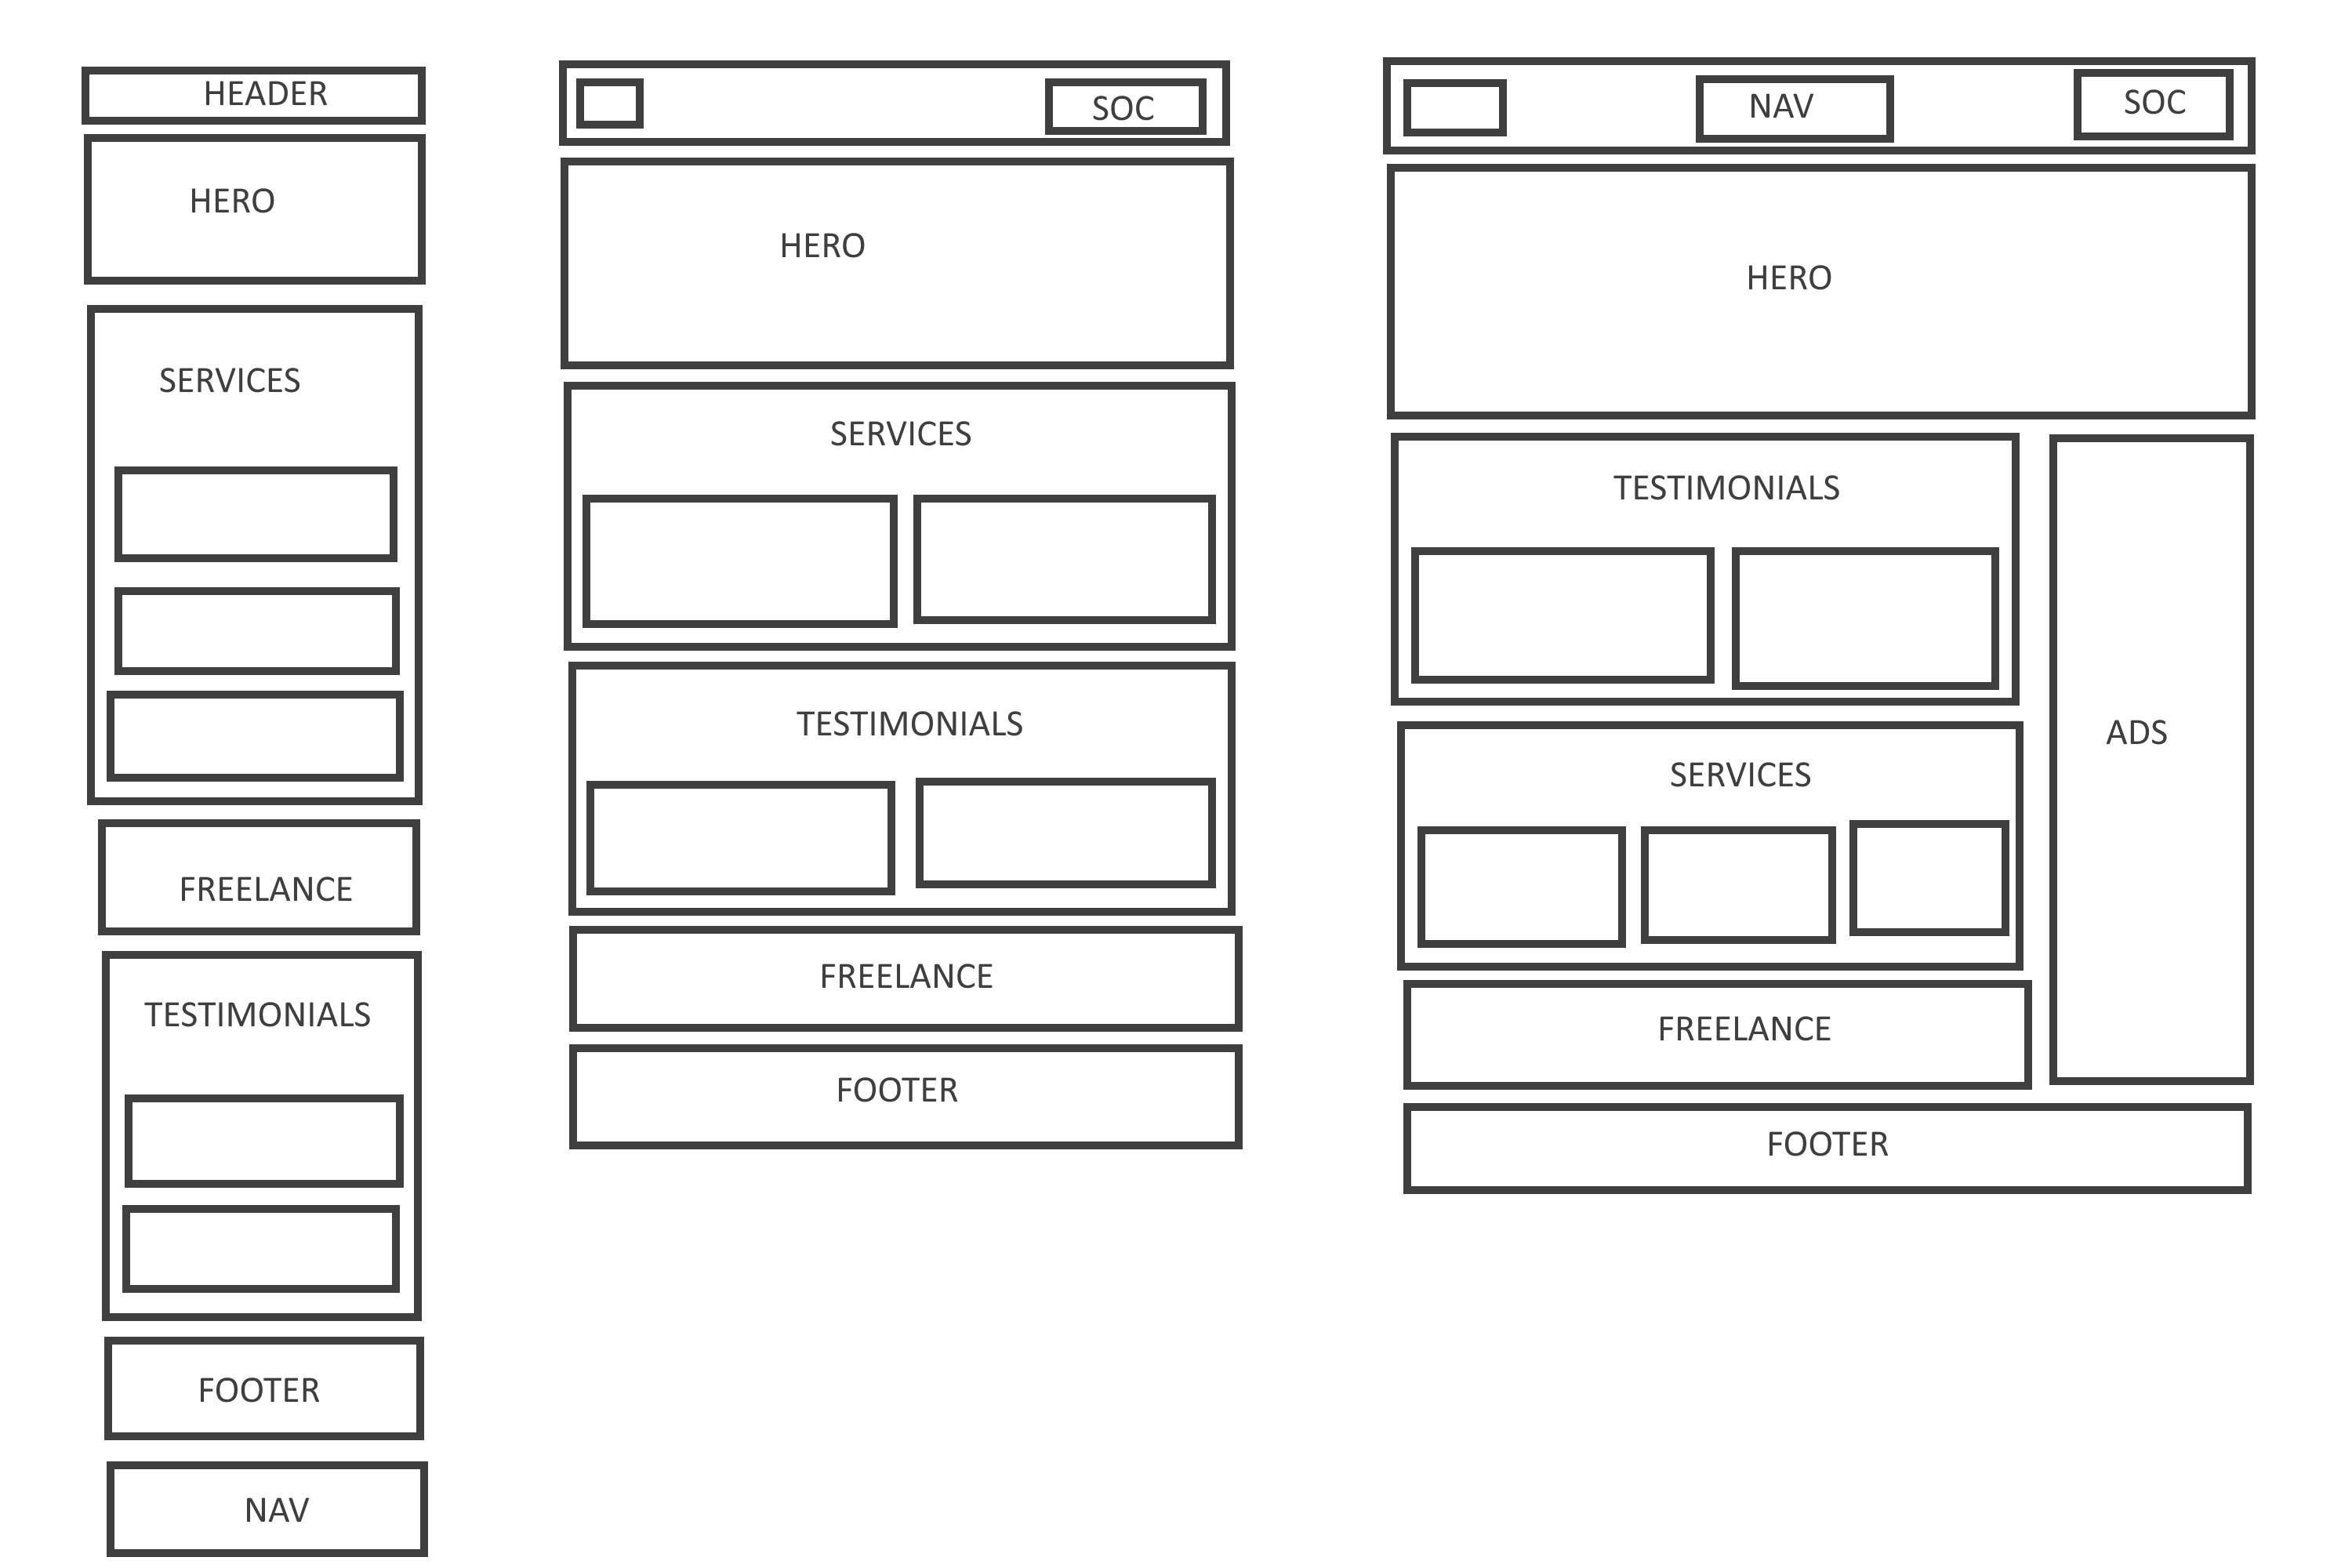 HEADER
HERO
SERVICES
FREELANCE
TESTIMONIALS
FOOTER
NAV
SOC
HERO
SERVICES
TESTIMONIALS
FREELANCE
FOOTER
NAV
SOC
HERO
TESTIMONIALS
ADS
SERVICES
FREELANCE
FOOTER